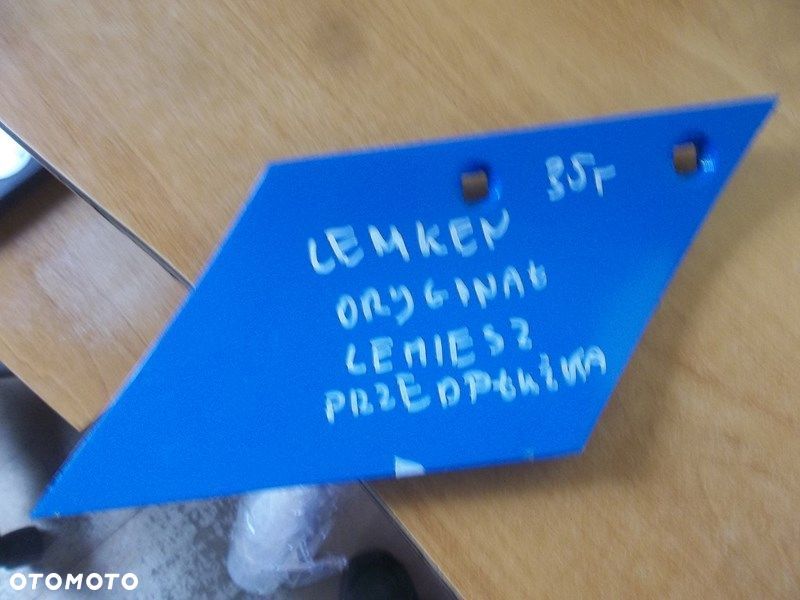 35r
LEMKEN
ORYGINAŁ
LEMIESZ
PRZEDPŁUŻKA
OTOMOTO